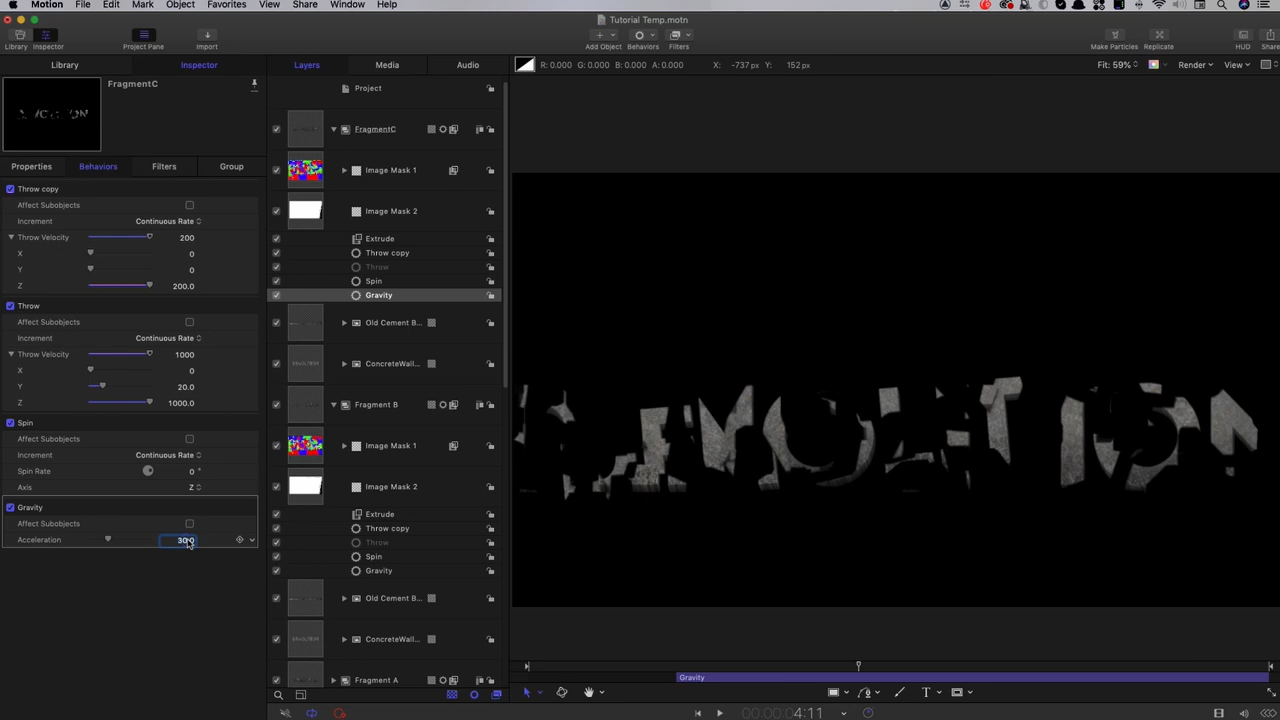 Motion File Edit Mark Object Favorites View Share Window Help
Tutorial Temp.motn
Library Inspector Project Pane Import Add Object Behaviors Filters Make Particles Replicate HUD Share
Library Inspector Layers Media Audio R: 0.000 G: 0.000 B: 0.000 A: 0.000 X: -737 px Y: 152 px Fit: 59% Render View
FragmentC
Project
FragmentC
Properties Behaviors Filters Group
Image Mask 1
Throw copy
Affect Subobjects
Increment Continuous Rate
Throw Velocity 200
X 0
Y 0
Z 200.0
Image Mask 2
Extrude
Throw copy
Throw
Spin
Gravity
Throw
Affect Subobjects
Increment Continuous Rate
Throw Velocity 1000
X 0
Y 20.0
Z 1000.0
Old Cement B...
ConcreteWall...
Fragment B
Spin
Affect Subobjects
Increment Continuous Rate
Spin Rate 0 °
Axis Z
Image Mask 1
Image Mask 2
Gravity
Affect Subobjects
Acceleration 30.0
Extrude
Throw copy
Throw
Spin
Gravity
Old Cement B...
ConcreteWall...
Fragment A
Gravity
00:00:04:11